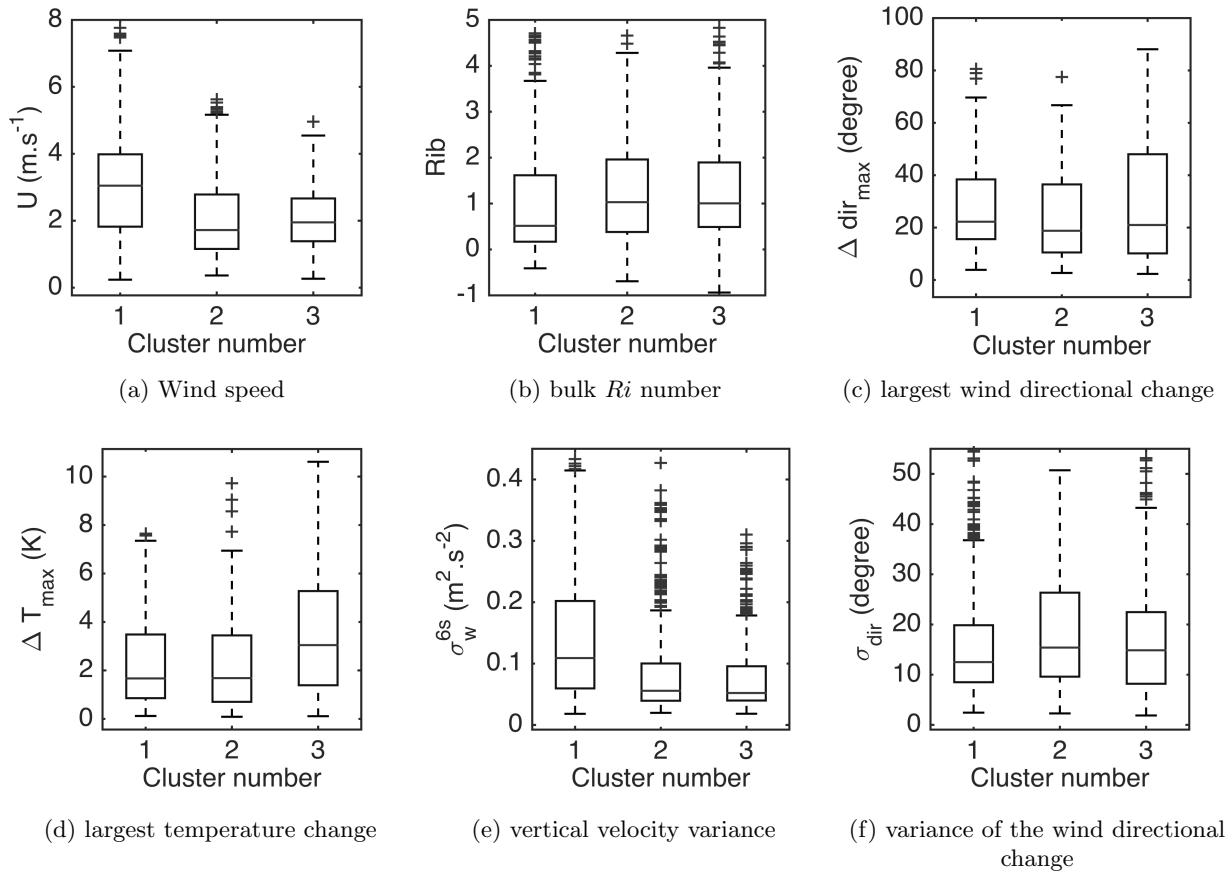 8
6
4
2
0
U (m.s⁻¹)
1 2 3
Cluster number
(a) Wind speed
5
4
3
2
1
0
-1
Rib
1 2 3
Cluster number
(b) bulk Ri number
100
80
60
40
20
0
Δ dir_max (degree)
1 2 3
Cluster number
(c) largest wind directional change
10
8
6
4
2
0
Δ T_max (K)
1 2 3
Cluster number
(d) largest temperature change
0.4
0.3
0.2
0.1
0
σ_w^6s (m².s⁻²)
1 2 3
Cluster number
(e) vertical velocity variance
50
40
30
20
10
0
σ_dir (degree)
1 2 3
Cluster number
(f) variance of the wind directional
change